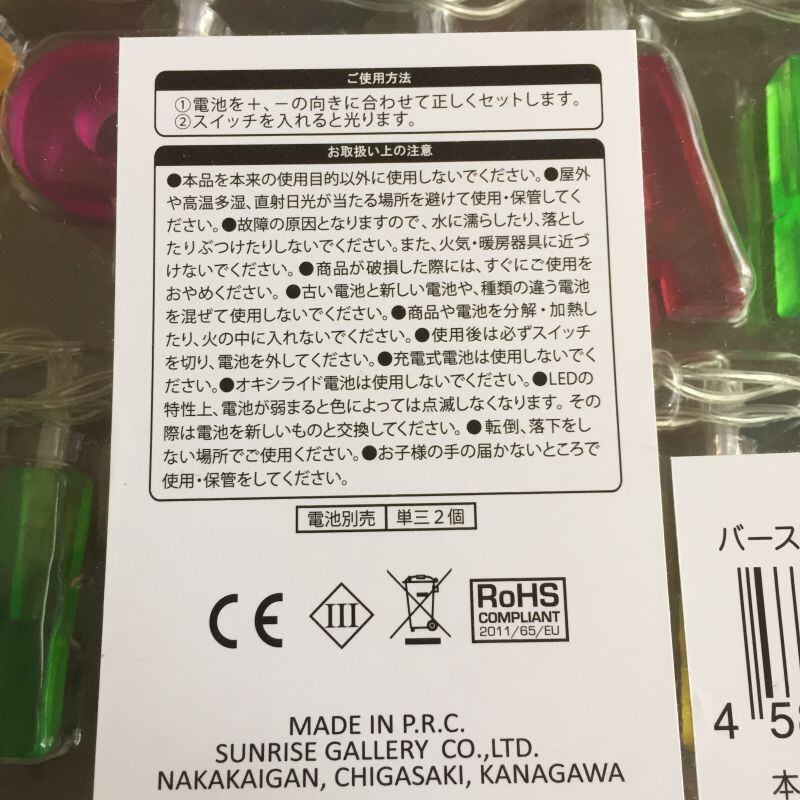 ご使用方法
①電池を＋、－の向きに合わせて正しくセットします。
②スイッチを入れると光ります。
お取扱い上の注意
●本品を本来の使用目的以外に使用しないでください。●屋外
や高温多湿、直射日光が当たる場所を避けて使用・保管してく
ださい。●故障の原因となりますので、水に濡らしたり、落とし
たりぶつけたりしないでください。また、火気・暖房器具に近づ
けないでください。●商品が破損した際には、すぐにご使用を
おやめください。●古い電池と新しい電池や、種類の違う電池
を混ぜて使用しないでください。●商品や電池を分解・加熱し
たり、火の中に入れないでください。●使用後は必ずスイッチ
を切り、電池を外してください。●充電式電池は使用しないでく
ださい。●オキシライド電池は使用しないでください。●LEDの
特性上、電池が弱まると色によっては点滅しなくなります。その
際は電池を新しいものと交換してください。●転倒、落下をし
ない場所でご使用ください。●お子様の手の届かないところで
使用・保管をしてください。
電池別売 単三2個
CE III RoHS
COMPLIANT
2011/65/EU
MADE IN P.R.C.
SUNRISE GALLERY CO.,LTD.
NAKAKAIGAN, CHIGASAKI, KANAGAWA
バース
4 58
本